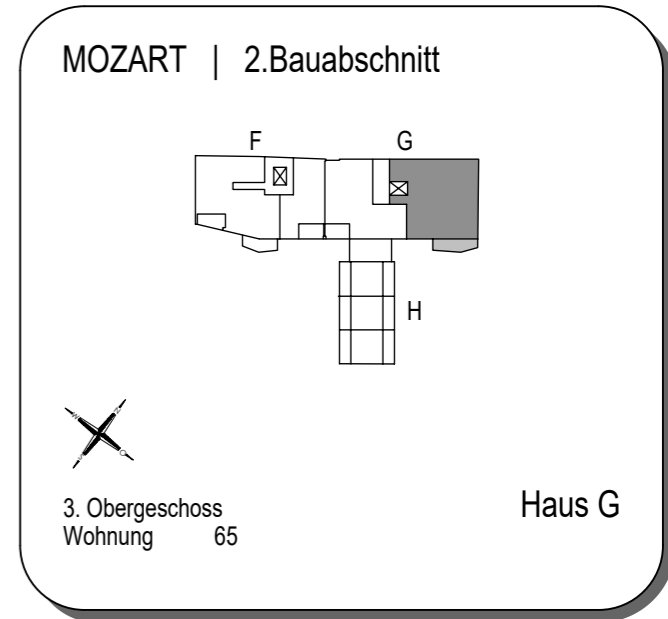 MOZART | 2.Bauabschnitt
F G
H
N
W
O
S
3. Obergeschoss
Wohnung 65
Haus G